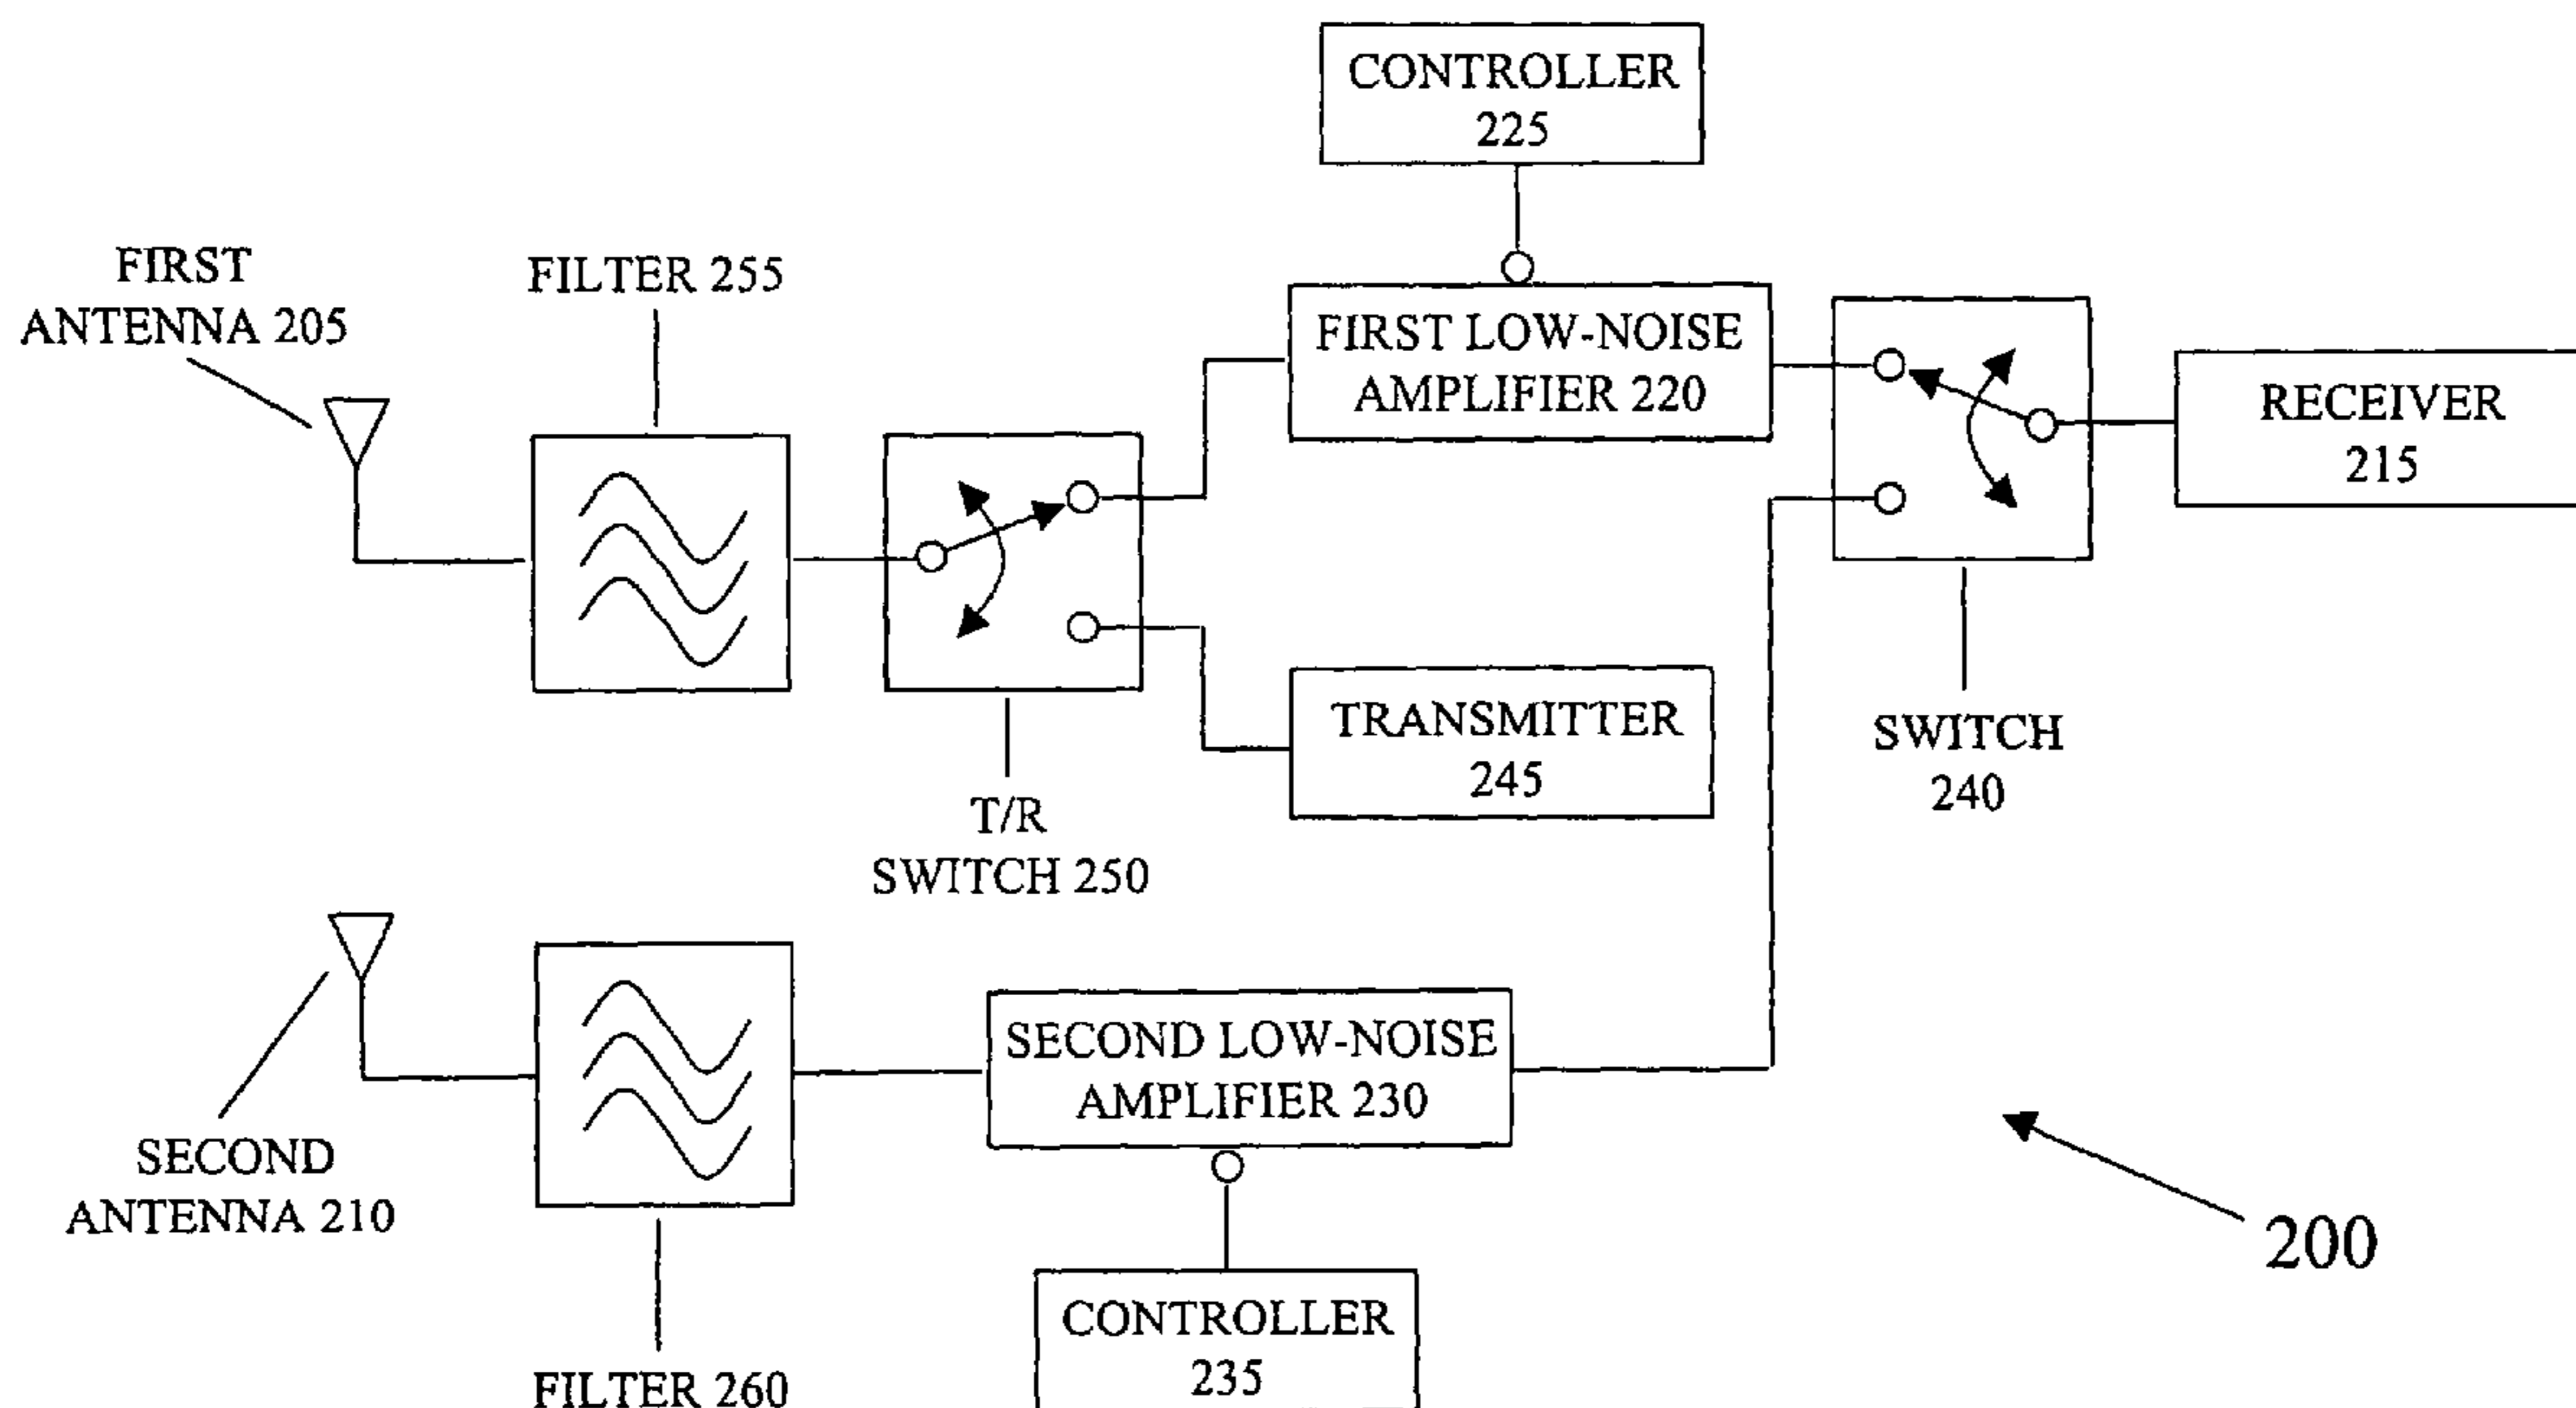 CONTROLLER
225
FIRST
ANTENNA 205
FILTER 255
FIRST LOW-NOISE
AMPLIFIER 220
RECEIVER
215
TRANSMITTER
245
SWITCH
240
T/R
SWITCH 250
SECOND
ANTENNA 210
SECOND LOW-NOISE
AMPLIFIER 230
200
CONTROLLER
235
FILTER 260